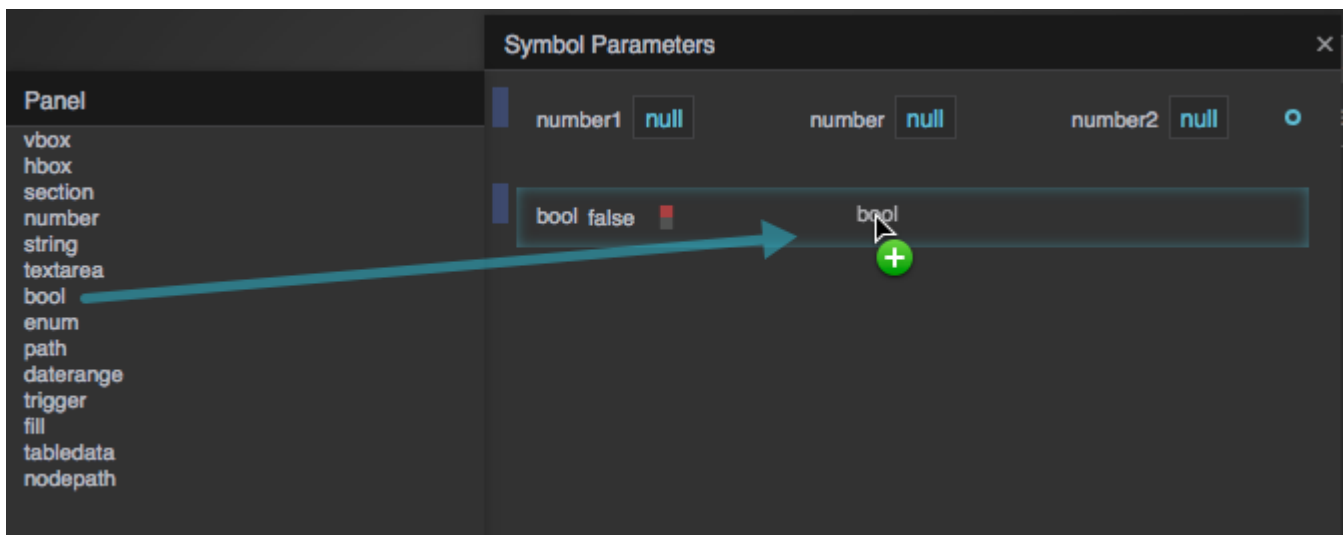 Symbol Parameters
Panel
number1 null number null number2 null
vbox
hbox
section
number
string
textarea
bool
enum
path
daterange
trigger
fill
tabledata
nodepath
bool false bool